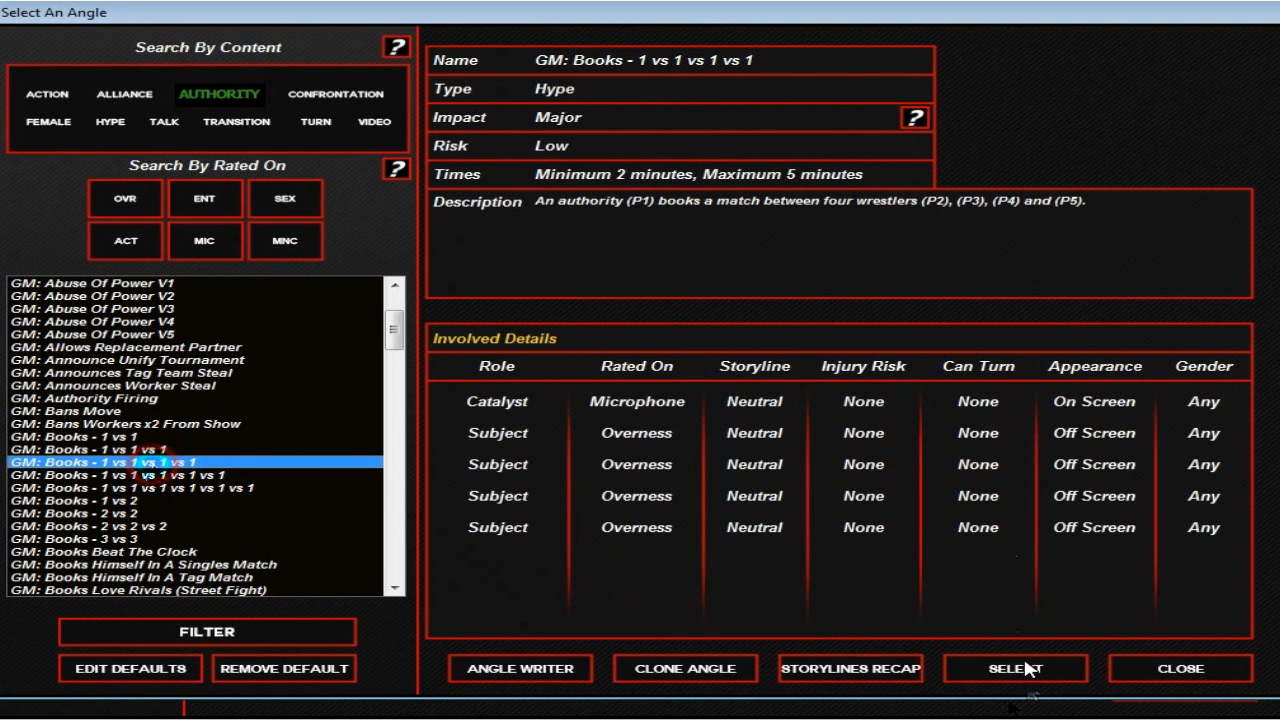 Select An Angle
Search By Content
?
ACTION ALLIANCE AUTHORITY CONFRONTATION
FEMALE HYPE TALK TRANSITION TURN VIDEO
Search By Rated On
?
OVR ENT SEX
ACT MIC MNC
GM: Abuse Of Power V1
GM: Abuse Of Power V2
GM: Abuse Of Power V3
GM: Abuse Of Power V4
GM: Abuse Of Power V5
GM: Allows Replacement Partner
GM: Announce Unify Tournament
GM: Announces Tag Team Steal
GM: Announces Worker Steal
GM: Authority Firing
GM: Bans Move
GM: Bans Workers x2 From Show
GM: Books - 1 vs 1
GM: Books - 1 vs 1 vs 1
GM: Books - 1 vs 1 vs 1 vs 1
GM: Books - 1 vs 1 vs 1 vs 1 vs 1
GM: Books - 1 vs 1 vs 1 vs 1 vs 1 vs 1
GM: Books - 1 vs 2
GM: Books - 2 vs 2
GM: Books - 2 vs 2 vs 2
GM: Books - 3 vs 3
GM: Books Beat The Clock
GM: Books Himself In A Singles Match
GM: Books Himself In A Tag Match
GM: Books Love Rivals (Street Fight)
FILTER
EDIT DEFAULTS REMOVE DEFAULT
Name GM: Books - 1 vs 1 vs 1 vs 1
Type Hype
Impact Major ?
Risk Low
Times Minimum 2 minutes, Maximum 5 minutes
Description An authority (P1) books a match between four wrestlers (P2), (P3), (P4) and (P5).
Involved Details
Role Rated On Storyline Injury Risk Can Turn Appearance Gender
Catalyst Microphone Neutral None None On Screen Any
Subject Overness Neutral None None Off Screen Any
Subject Overness Neutral None None Off Screen Any
Subject Overness Neutral None None Off Screen Any
Subject Overness Neutral None None Off Screen Any
ANGLE WRITER CLONE ANGLE STORYLINES RECAP SELECT CLOSE